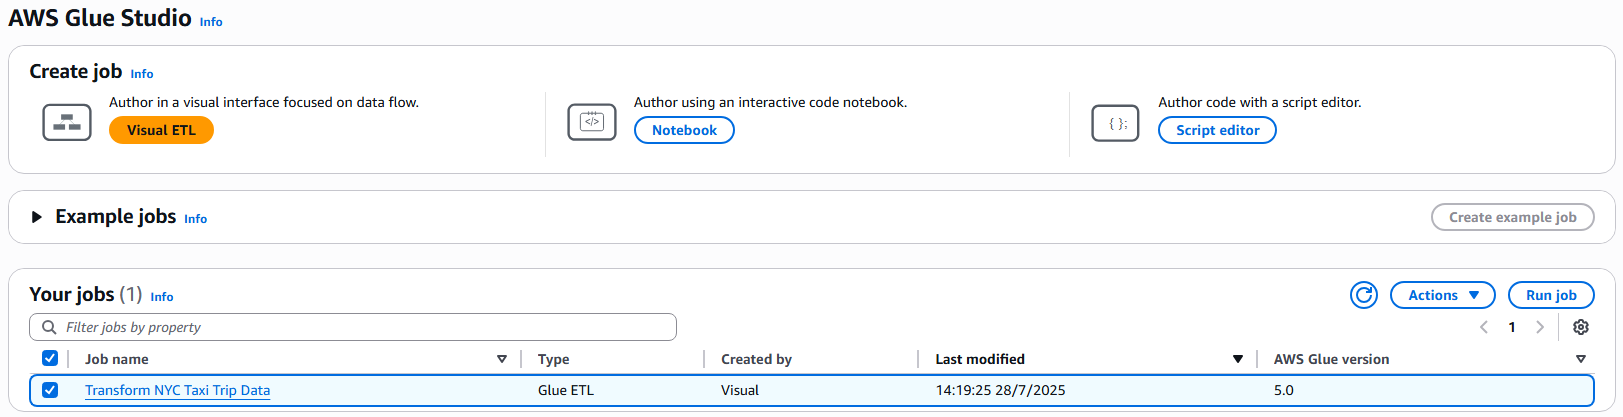 AWS Glue Studio Info
Create job Info
Author in a visual interface focused on data flow.
Visual ETL
</>
Author using an interactive code notebook.
Notebook
{ };
Author code with a script editor.
Script editor
Example jobs Info
Create example job
Your jobs (1) Info
Actions
Run job
Filter jobs by property
1
Job name Type Created by Last modified AWS Glue version
Transform NYC Taxi Trip Data Glue ETL Visual 14:19:25 28/7/2025 5.0